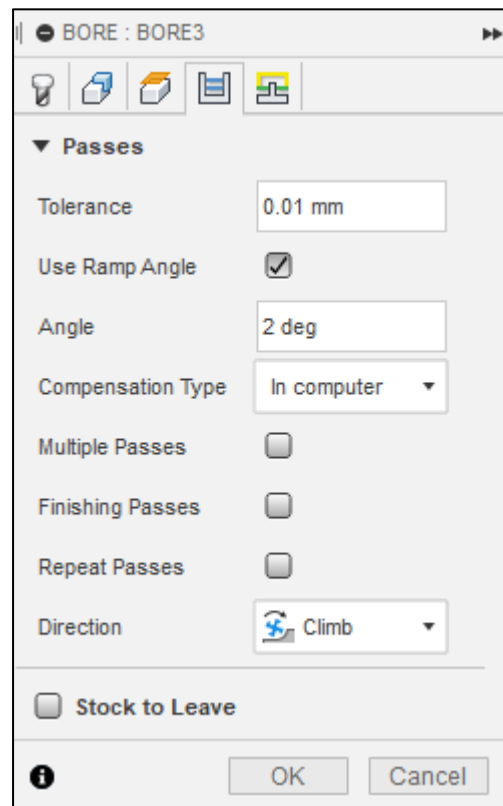 BORE : BORE3
Passes
Tolerance 0.01 mm
Use Ramp Angle
Angle 2 deg
Compensation Type In computer
Multiple Passes
Finishing Passes
Repeat Passes
Direction Climb
Stock to Leave
OK Cancel